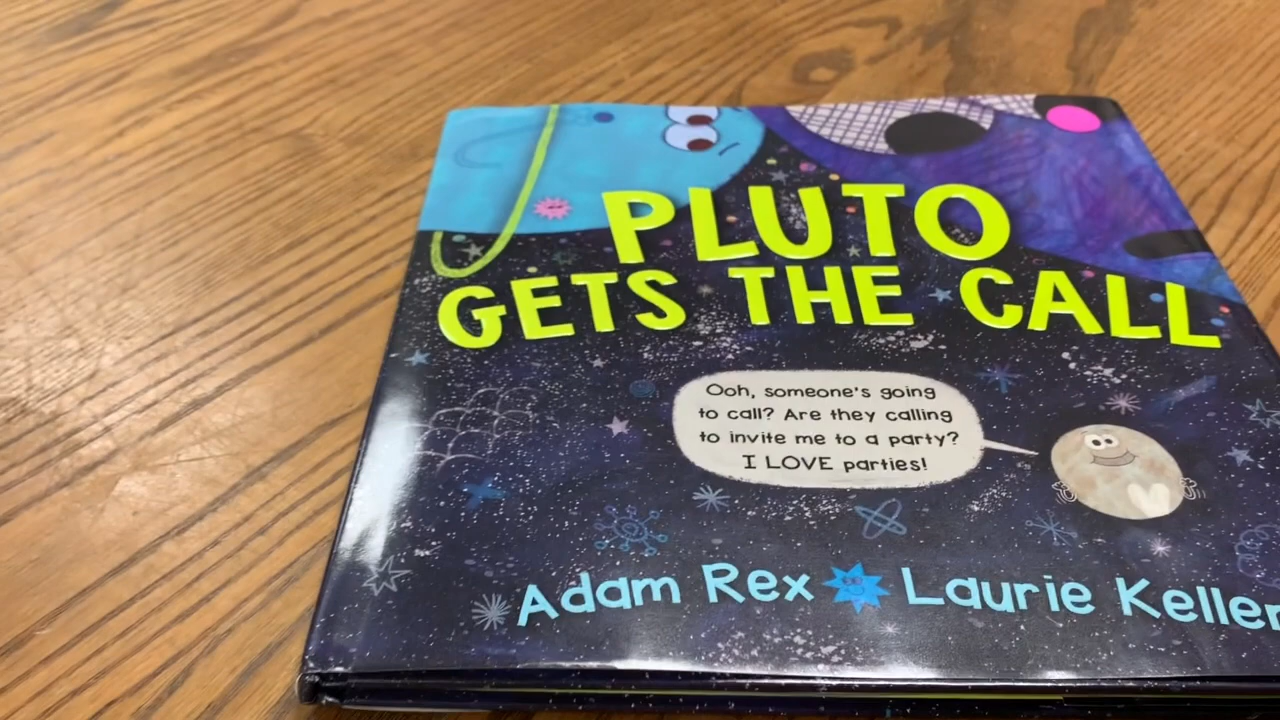 PLUTO
GETS THE CALL
Ooh, someone's going
to call? Are they calling
to invite me to a party?
I LOVE parties!
Adam Rex Laurie Keller